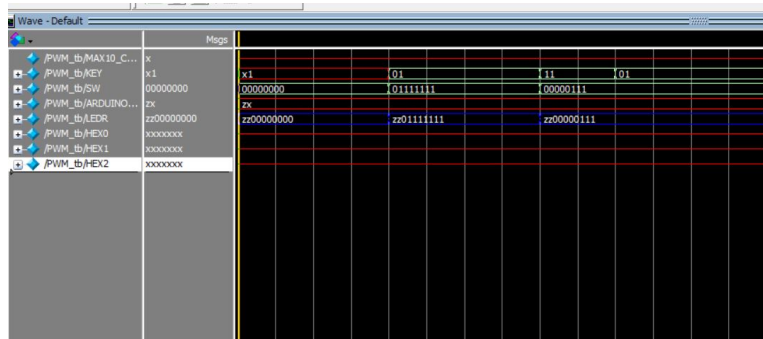 Wave - Default
Msgs
/PWM_tb/MAX10_C... x
/PWM_tb/KEY x1 x1 01 11 01
/PWM_tb/SW 00000000 00000000 01111111 00000111
/PWM_tb/ARDUINO... zx zx
/PWM_tb/LEDR zz00000000 zz00000000 zz01111111 zz00000111
/PWM_tb/HEX0 xxxxxxx
/PWM_tb/HEX1 xxxxxxx
/PWM_tb/HEX2 xxxxxxx